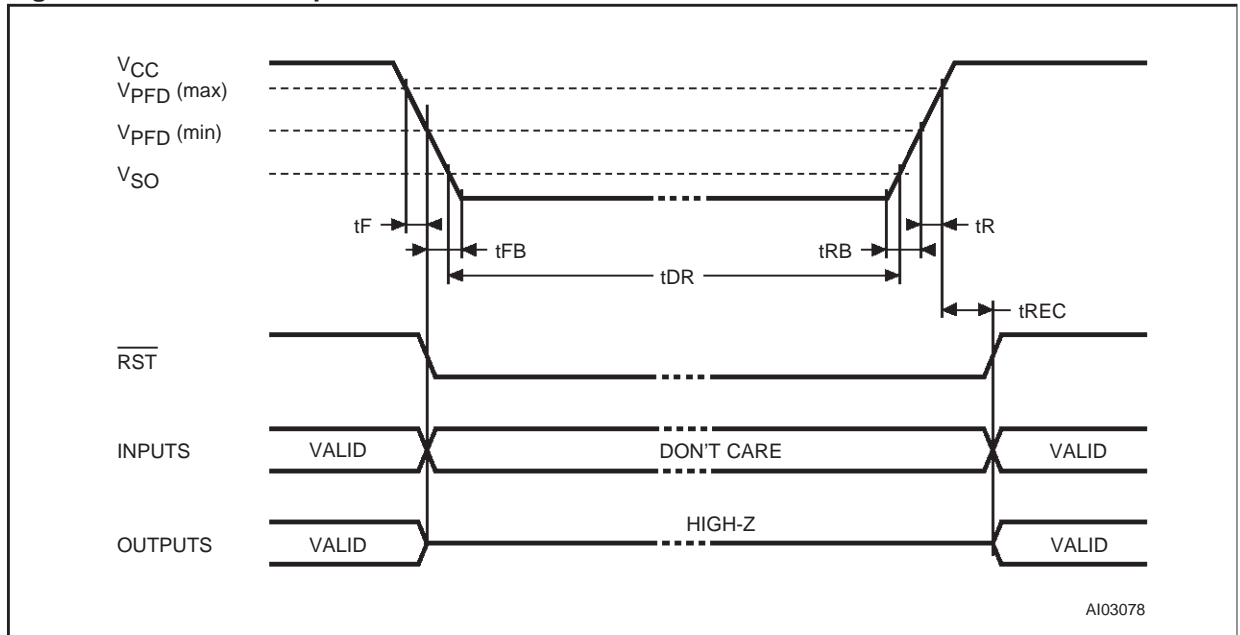 VCC
VPFD (max)
VPFD (min)
VSO
tF
tFB
tDR
tRB
tR
tREC
RST
INPUTS
VALID
DON'T CARE
VALID
OUTPUTS
VALID
HIGH-Z
VALID
AI03078